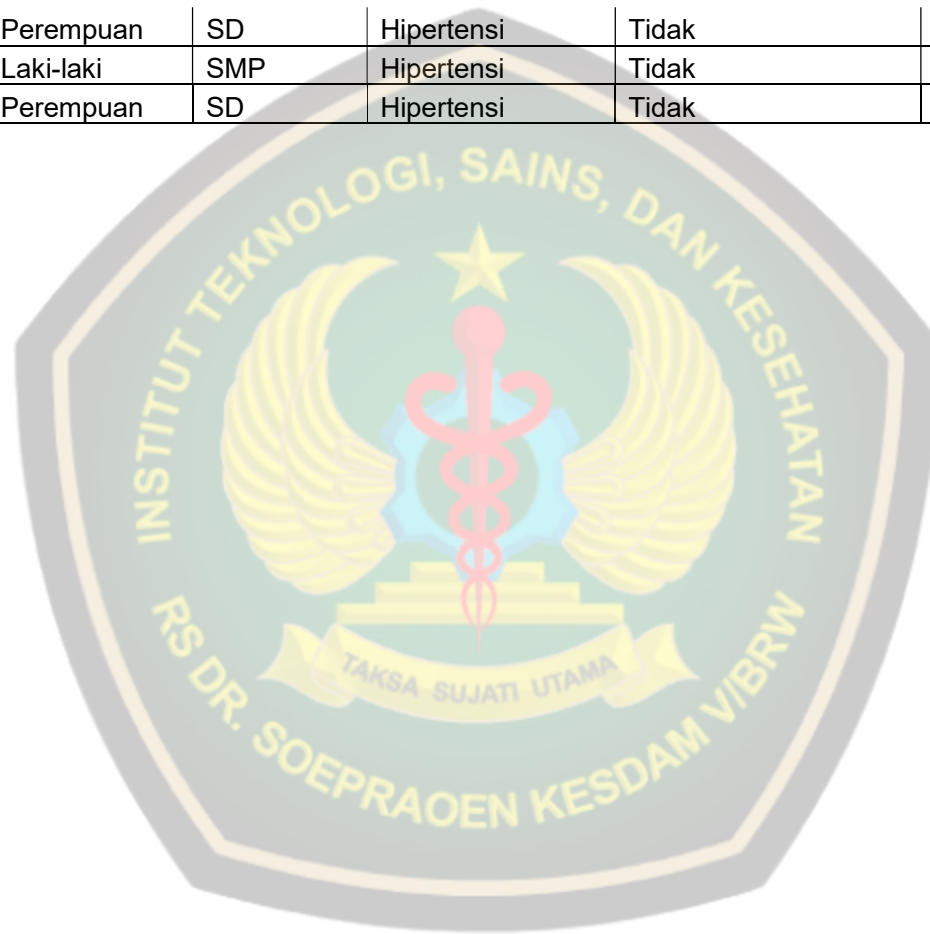 Perempuan SD Hipertensi Tidak
Laki-laki SMP Hipertensi Tidak
Perempuan SD Hipertensi Tidak
INSTITUT TEKNOLOGI, SAINS, DAN KESEHATAN
TAKSA SUJATI UTAMA
RS DR. SOEPRAOEN KESDAM V/BRW